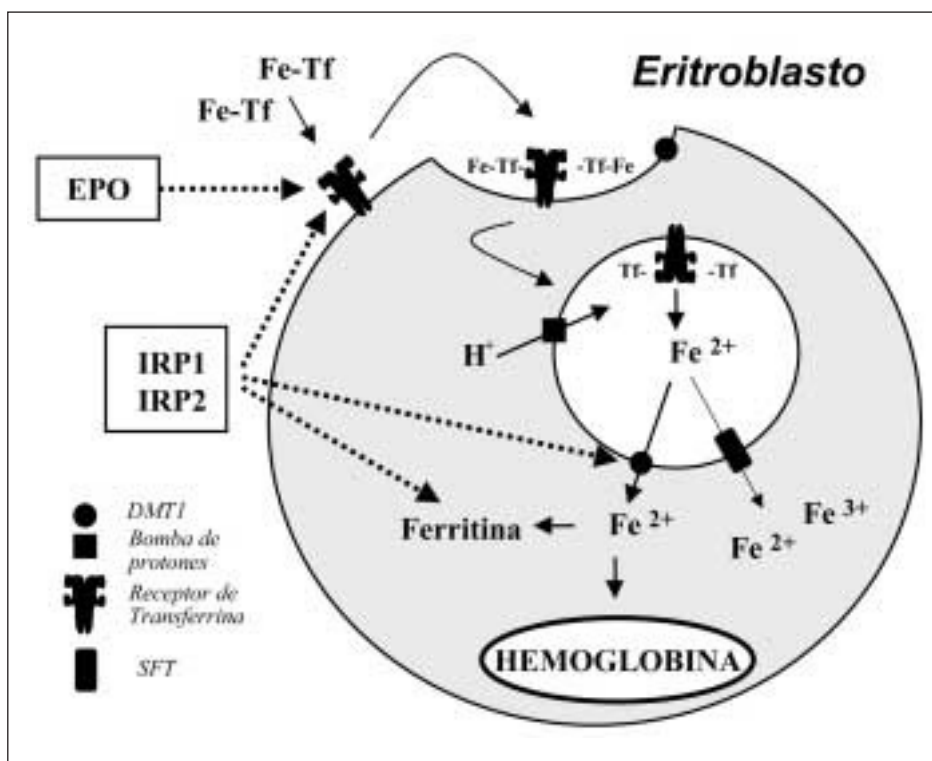 Eritroblasto
Fe-Tf
Fe-Tf
EPO
Fe-Tf-
-Tf-Fe
Tf-
-Tf
H⁺
Fe 2+
IRP1
IRP2
Ferritina
Fe 2+
Fe 3+
Fe 2+
HEMOGLOBINA
DMT1
Bomba de
protones
Receptor de
Transferrina
SFT